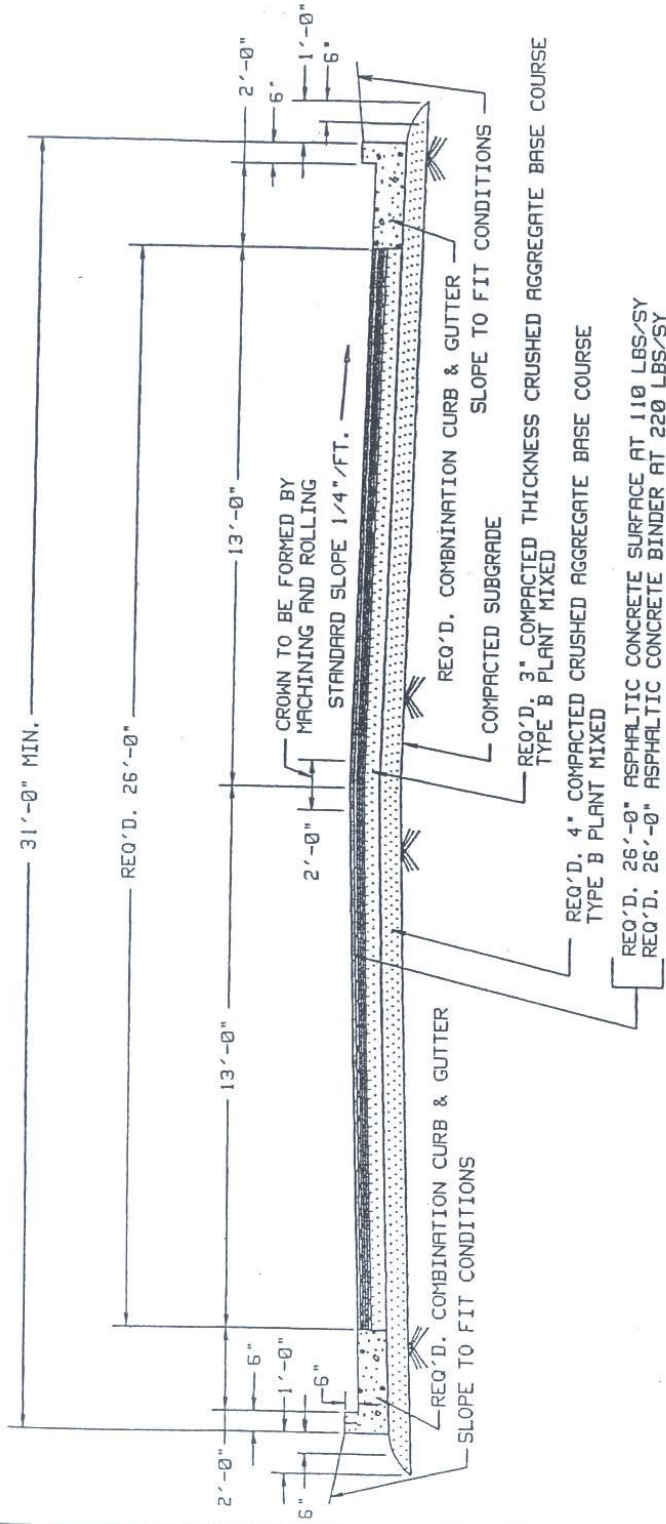 31'-0" MIN.
REQ'D. 26'-0"
2'-0"
13'-0"
13'-0"
2'-0"
6"
6"
1'-0"
6"
6"
6"
1'-0"
6"
2'-0"
CROWN TO BE FORMED BY
MACHINING AND ROLLING
STANDARD SLOPE 1/4"/FT.
REQ'D. COMBINATION CURB & GUTTER
SLOPE TO FIT CONDITIONS
REQ'D. COMBNINATION CURB & GUTTER
SLOPE TO FIT CONDITIONS
COMPACTED SUBGRADE
REQ'D. 3" COMPACTED THICKNESS CRUSHED AGGREGATE BASE COURSE
TYPE B PLANT MIXED
REQ'D. 4" COMPACTED CRUSHED AGGREGATE BASE COURSE
TYPE B PLANT MIXED
REQ'D. 26'-0" ASPHALTIC CONCRETE SURFACE AT 110 LBS/SY
REQ'D. 26'-0" ASPHALTIC CONCRETE BINDER AT 220 LBS/SY